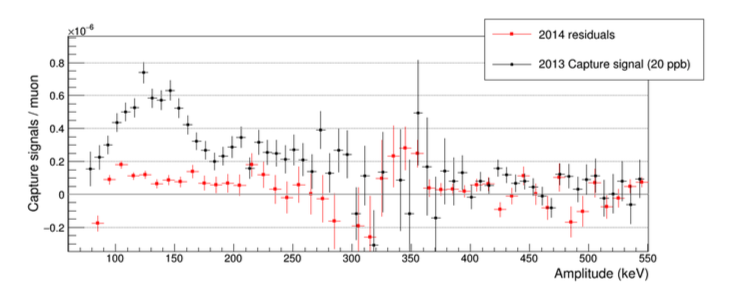 ×10⁻⁶
2014 residuals
2013 Capture signal (20 ppb)
Capture signals / muon
0.8
0.6
0.4
0.2
0
−0.2
100 150 200 250 300 350 400 450 500 550
Amplitude (keV)